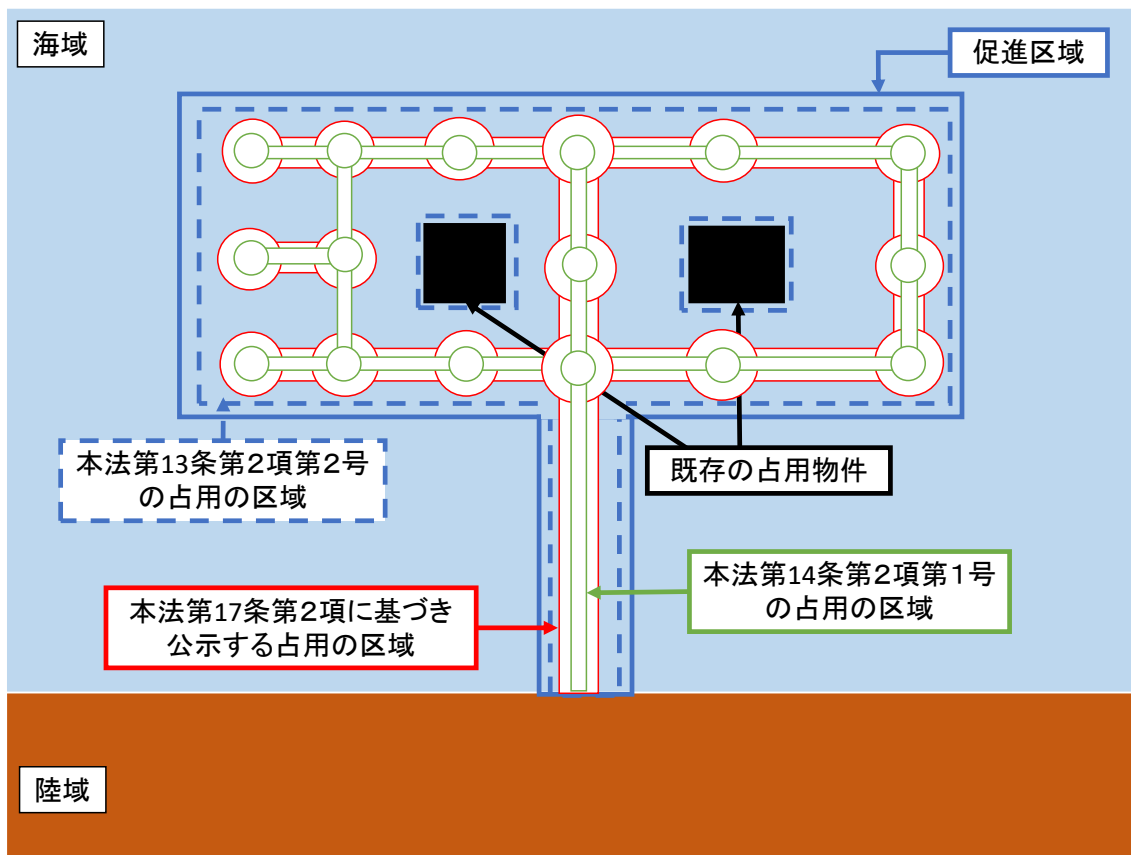 海域
促進区域
本法第13条第２項第２号
の占用の区域
既存の占用物件
本法第14条第２項第１号
の占用の区域
本法第17条第２項に基づき
公示する占用の区域
陸域